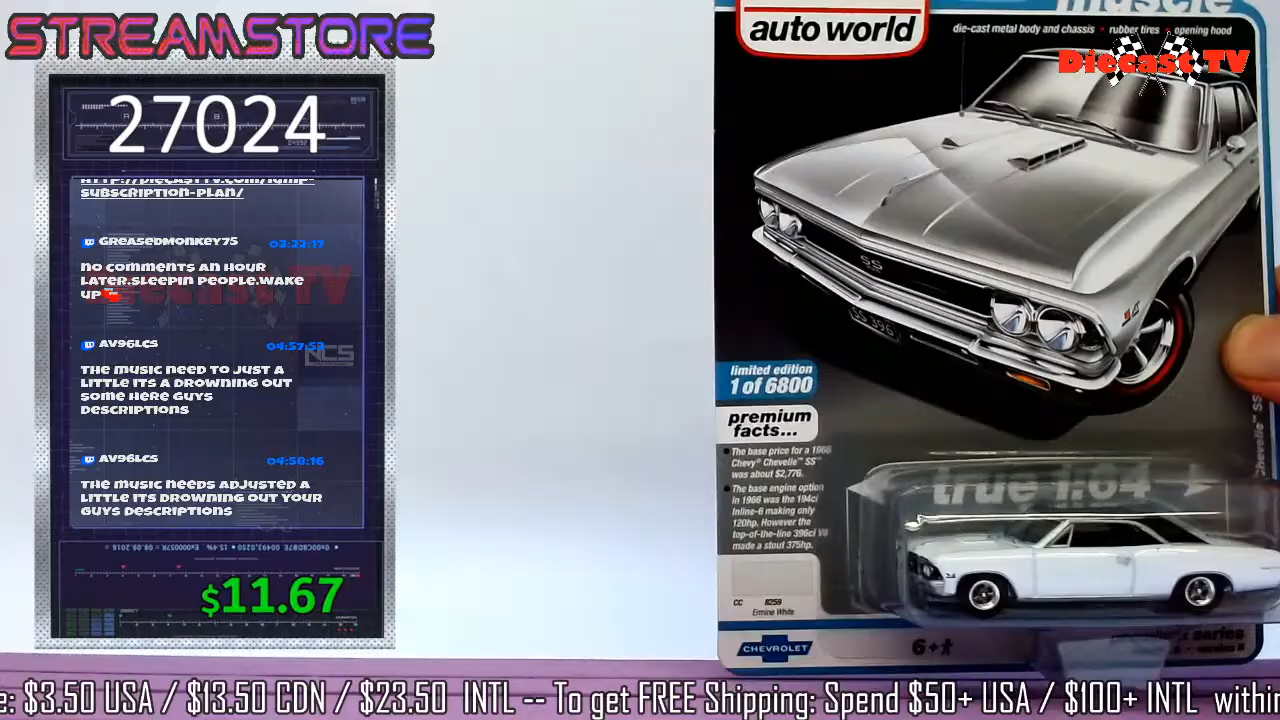 STREAMSTORE
27024
SUBSCRIPTION-PLAN/
GREASEDMONKEY75 03:22:17
NO COMMENTS AN HOUR
LATER.SLEEPIN PEOPLE.WAKE
UP
AV96LCS 04:57:53
THE MUSIC NEED TO JUST A
LITTLE ITS A DROWNING OUT
SOME HERE GUYS
DESCRIPTIONS
AV96LCS 04:58:16
THE MUSIC NEEDS ADJUSTED A
LITTLE ITS DROWNING OUT YOUR
GUYS DESCRIPTIONS
NCS
$11.67
muscle
auto world
die-cast metal body and chassis • rubber tires • opening hood
Diecast TV
SS
SS 396
limited edition
1 of 6800
premium
facts...
• The base price for a 1966
Chevy® Chevelle™ SS™
was about $2,776.
• The base engine option
in 1966 was the 194ci
Inline-6 making only
120hp. However the
top-of-the-line 396ci V8
made a stout 375hp.
true 1:64
CC 8259
Ermine White
CHEVROLET
6+
$3.50 USA / $13.50 CDN / $23.50 INTL -- To get FREE Shipping: Spend $50+ USA / $100+ INTL